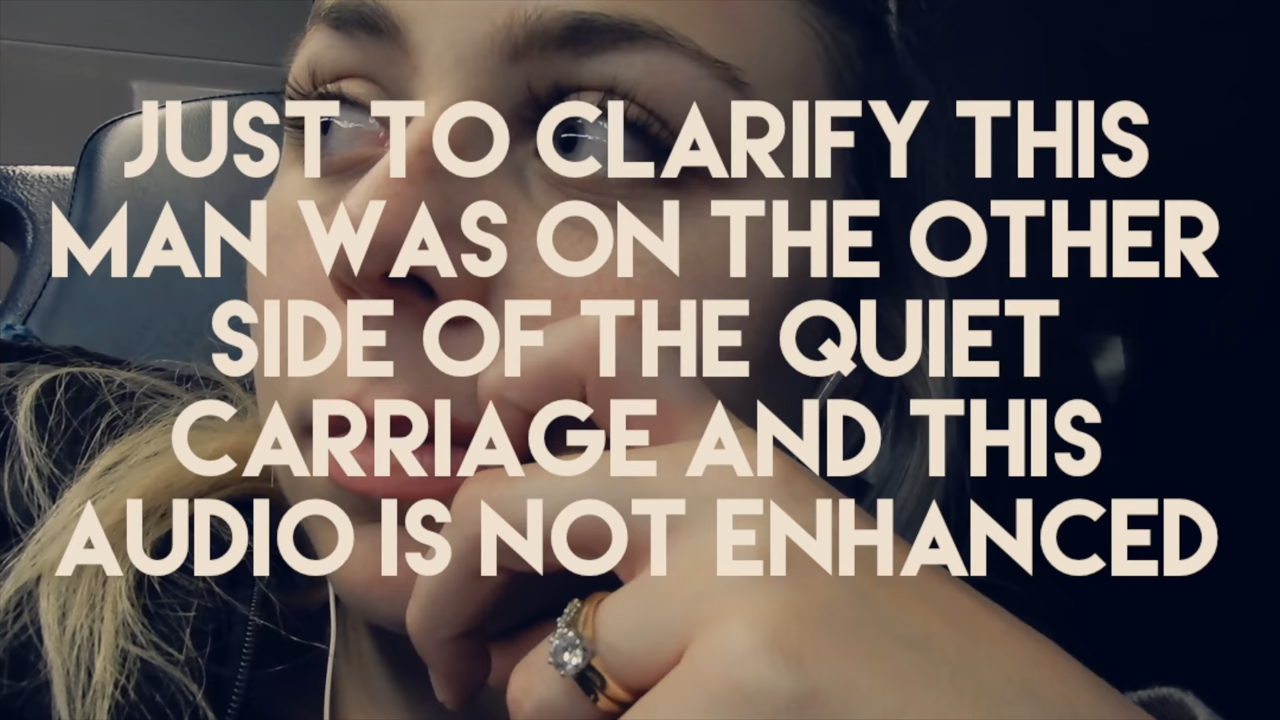 JUST TO CLARIFY THIS
MAN WAS ON THE OTHER
SIDE OF THE QUIET
CARRIAGE AND THIS
AUDIO IS NOT ENHANCED